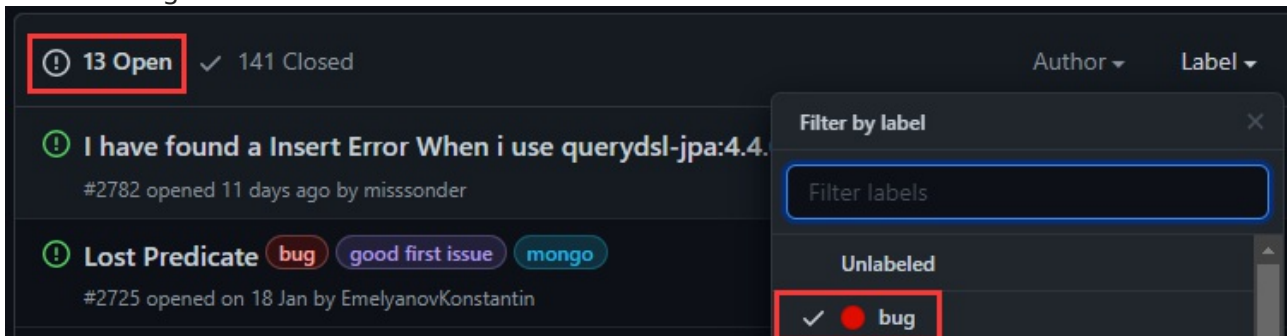 13 Open 141 Closed Author Label
Filter by label
I have found a Insert Error When i use querydsl-jpa:4.4.
#2782 opened 11 days ago by misssonder
Filter labels
Lost Predicate bug good first issue mongo
Unlabeled
#2725 opened on 18 Jan by EmelyanovKonstantin
bug